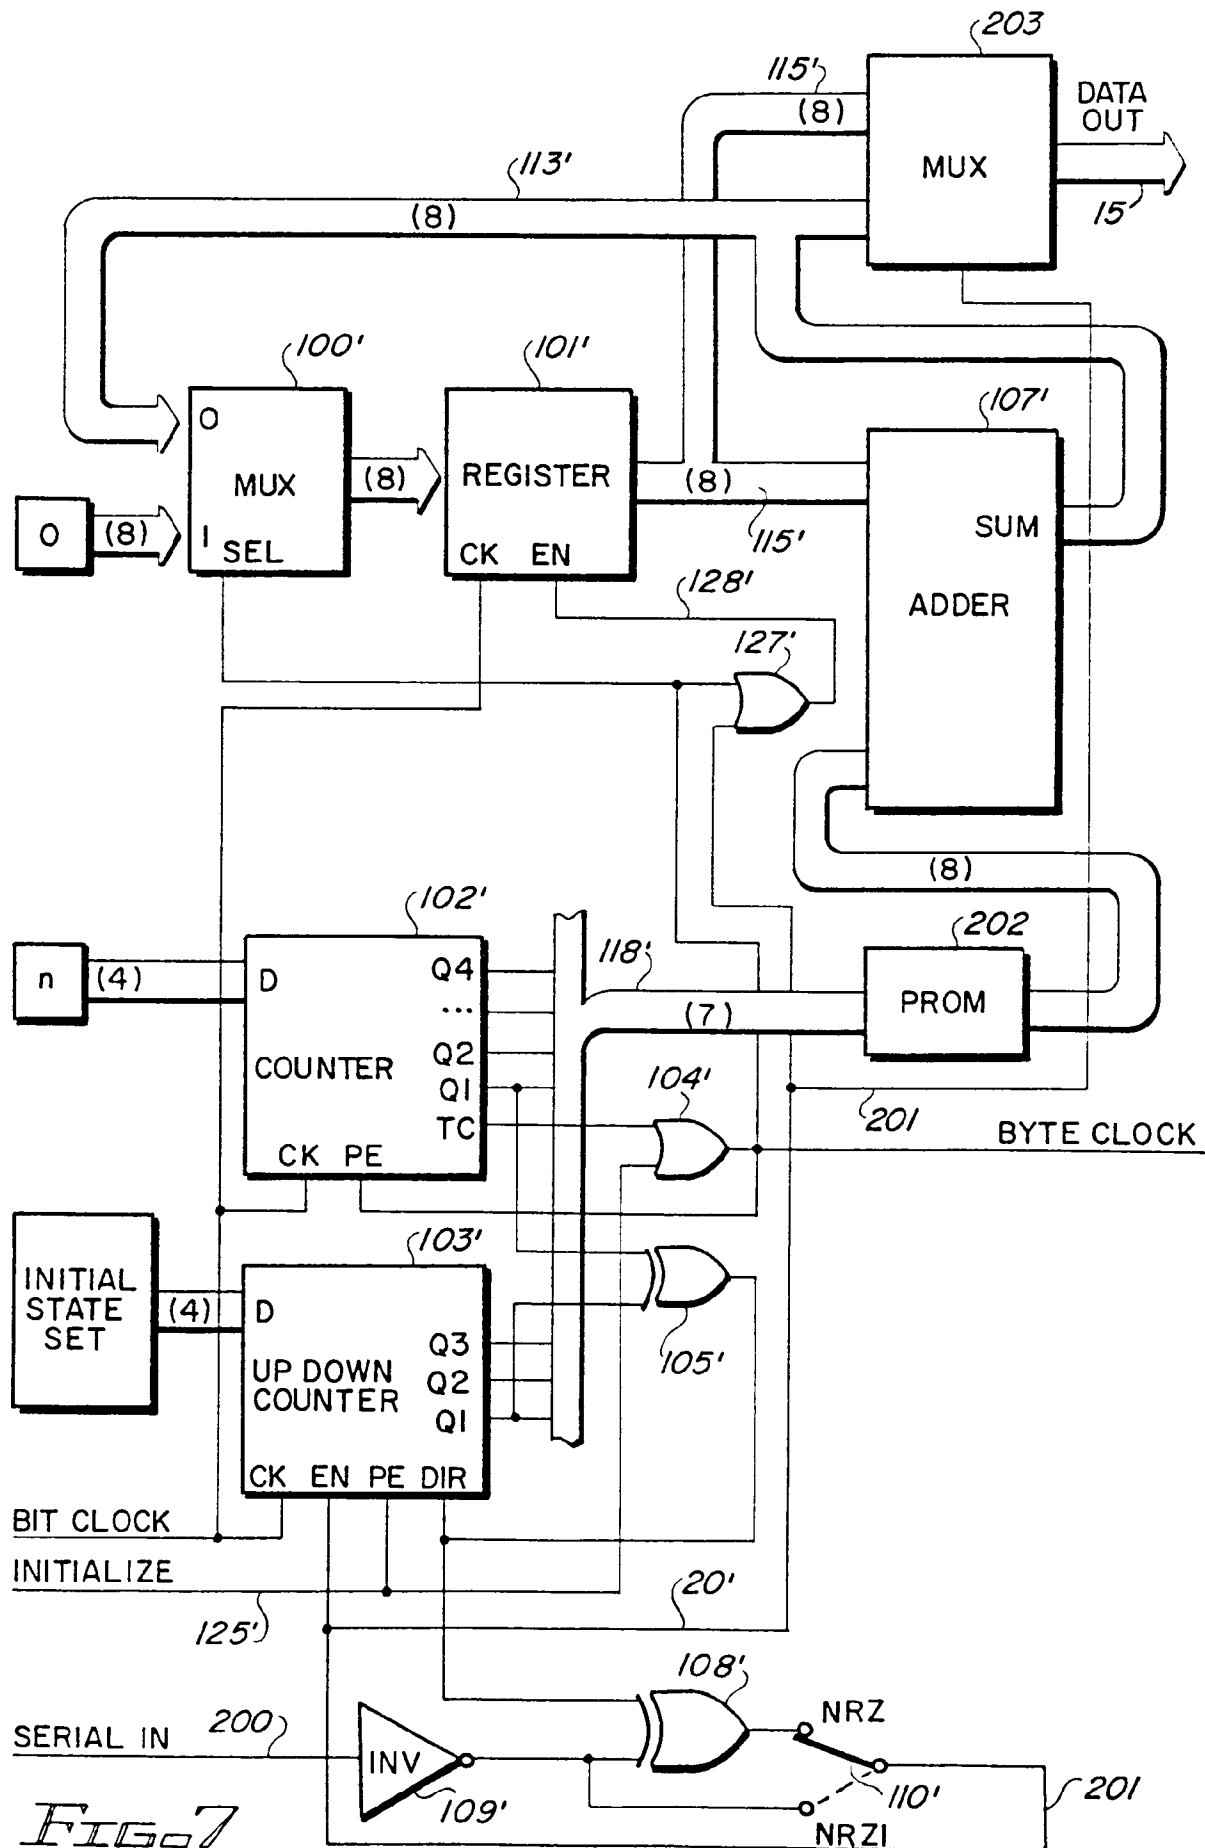 203
115'
(8)
DATA
OUT
MUX
15
113'
(8)
100'
101'
107'
0
MUX
(8)
REGISTER
(8)
SUM
0
(8)
1
SEL
CK
EN
115'
ADDER
128'
127'
(8)
102'
202
n
(4)
D
Q4
118'
...
(7)
PROM
Q2
COUNTER
Q1
104'
TC
201
BYTE CLOCK
CK
PE
103'
INITIAL
STATE
SET
(4)
D
105'
Q3
UP DOWN
COUNTER
Q2
Q1
CK
EN
PE
DIR
BIT CLOCK
INITIALIZE
125'
20'
108'
NRZ
SERIAL IN
200
INV
109'
110'
201
NRZI
FIG. 7